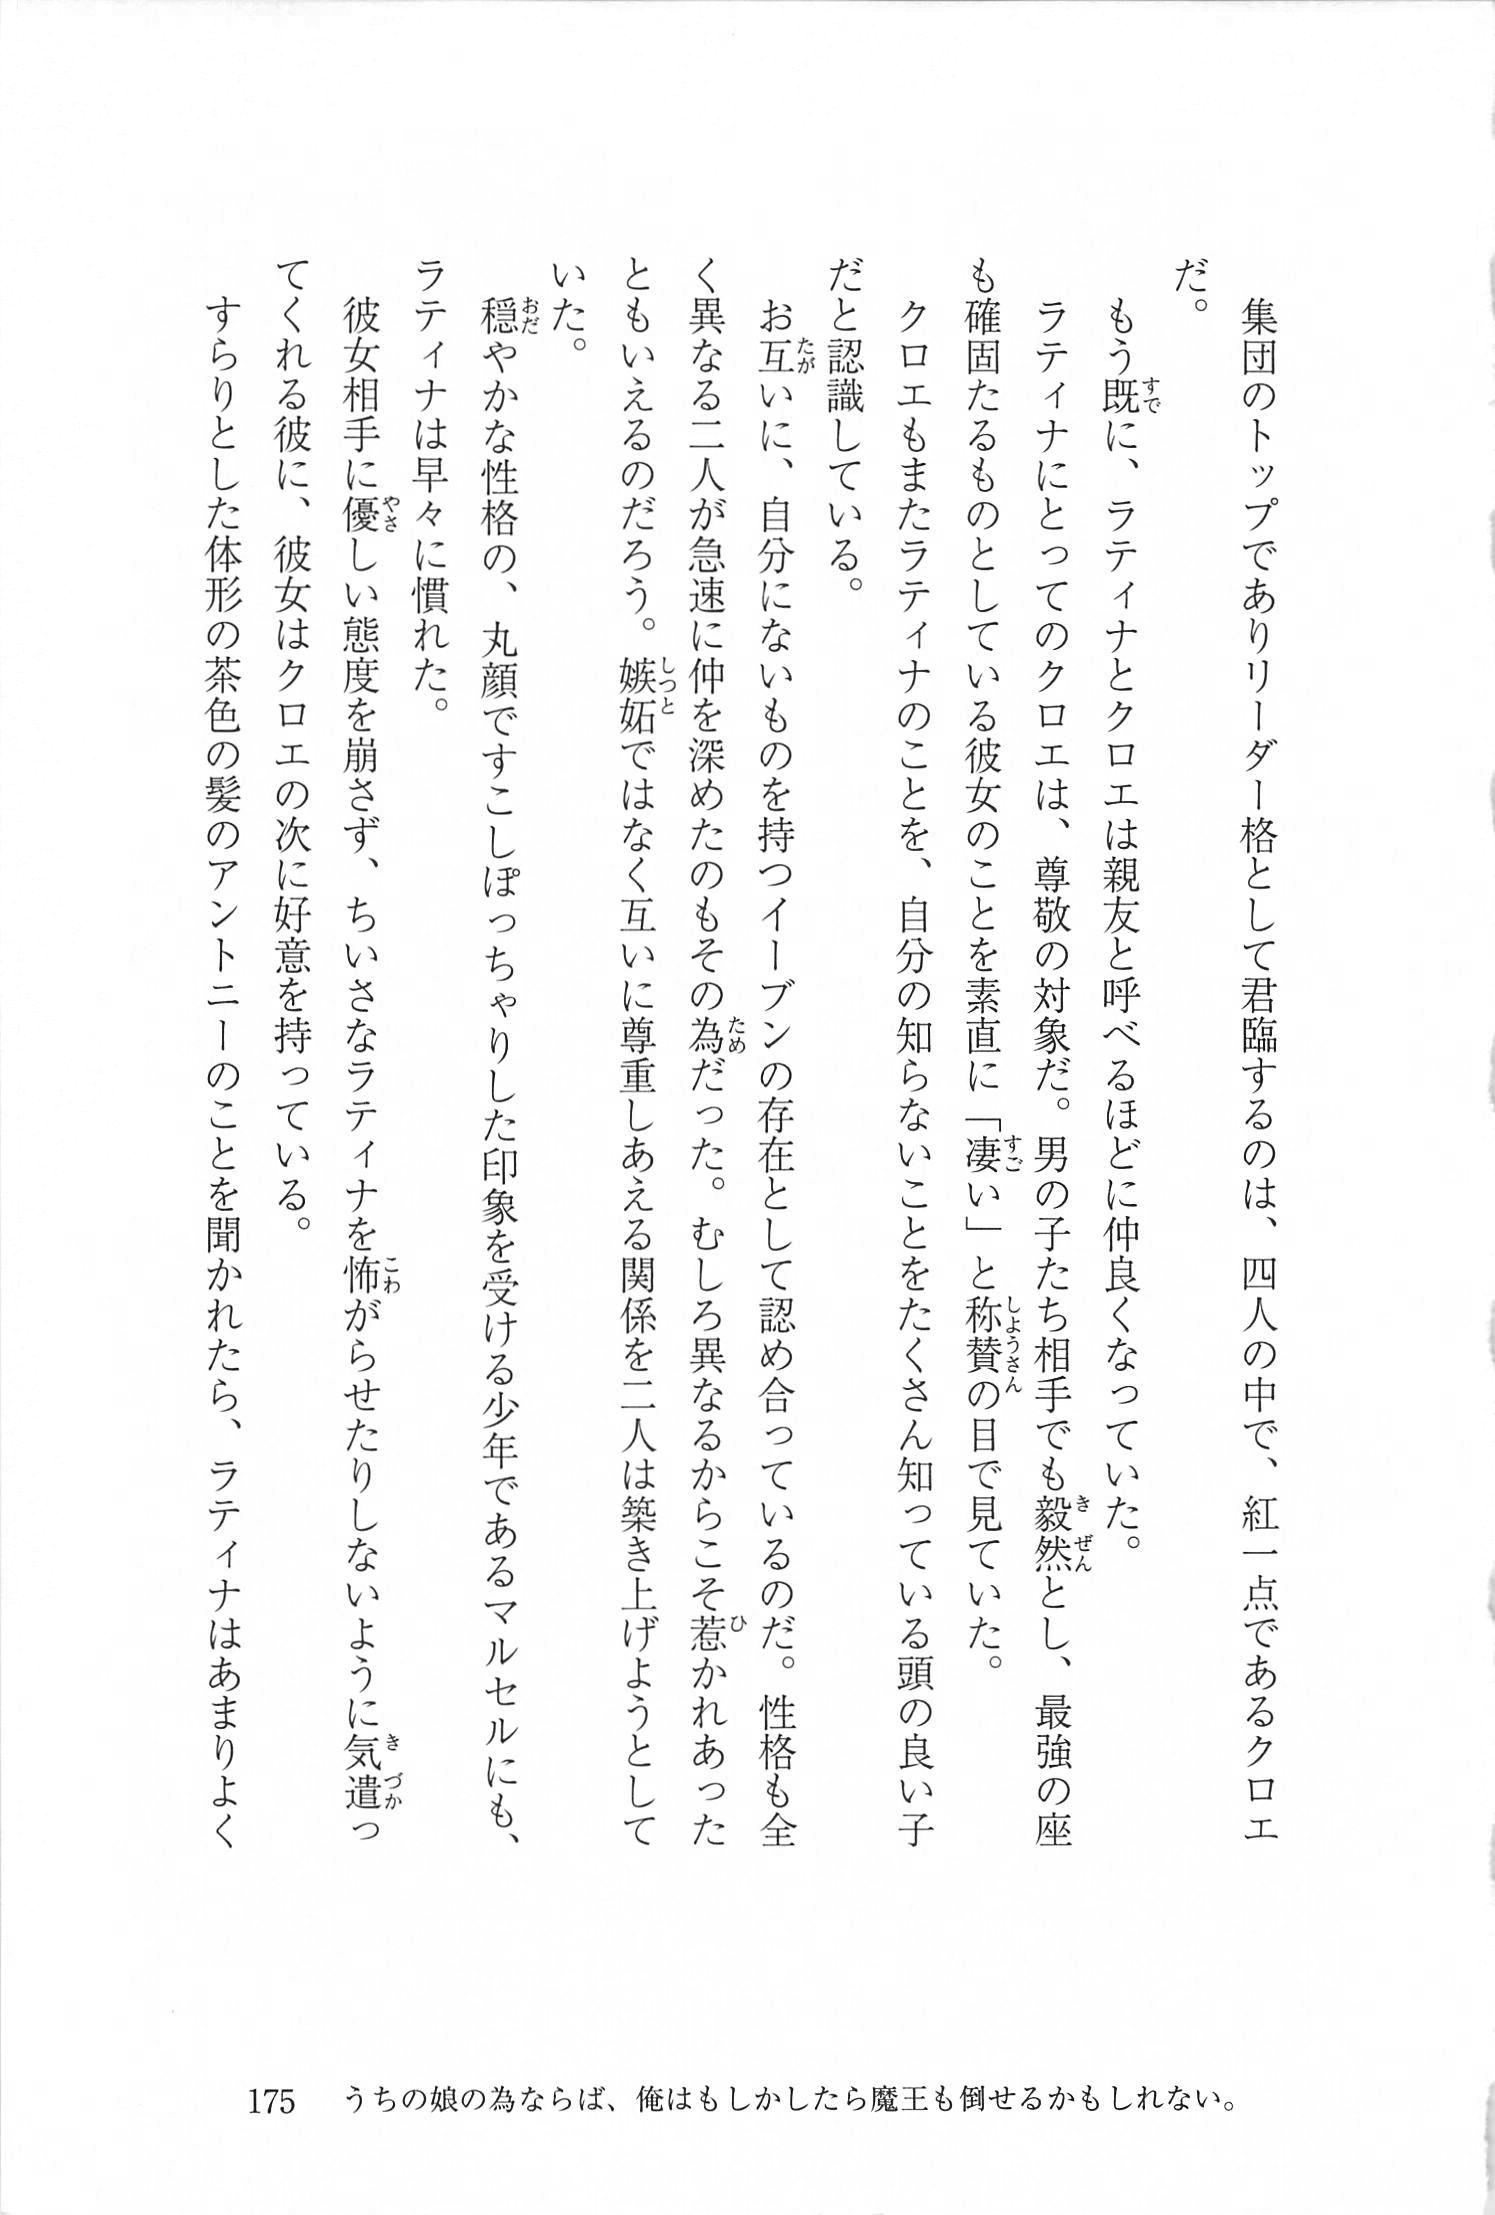 集団のトップでありリーダー格として君臨するのは、四人の中で、紅一点であるクロエ
だ。
もう既に、ラティナとクロエは親友と呼べるほどに仲良くなっていた。
ラティナにとってのクロエは、尊敬の対象だ。男の子たち相手でも毅然とし、最強の座
も確固たるものとしている彼女のことを素直に「凄い」と称賛の目で見ていた。
クロエもまたラティナのことを、自分の知らないことをたくさん知っている頭の良い子
だと認識している。
お互いに、自分にないものを持つイーブンの存在として認め合っているのだ。性格も全
く異なる二人が急速に仲を深めたのもその為だった。むしろ異なるからこそ惹かれあった
ともいえるのだろう。嫉妬ではなく互いに尊重しあえる関係を二人は築き上げようとして
いた。
穏やかな性格の、丸顔ですこしぽっちゃりした印象を受ける少年であるマルセルにも、
ラティナは早々に慣れた。
彼女相手に優しい態度を崩さず、ちいさなラティナを怖がらせたりしないように気遣っ
てくれる彼に、彼女はクロエの次に好意を持っている。
すらりとした体形の茶色の髪のアントニーのことを聞かれたら、ラティナはあまりよく
175 うちの娘の為ならば、俺はもしかしたら魔王も倒せるかもしれない。